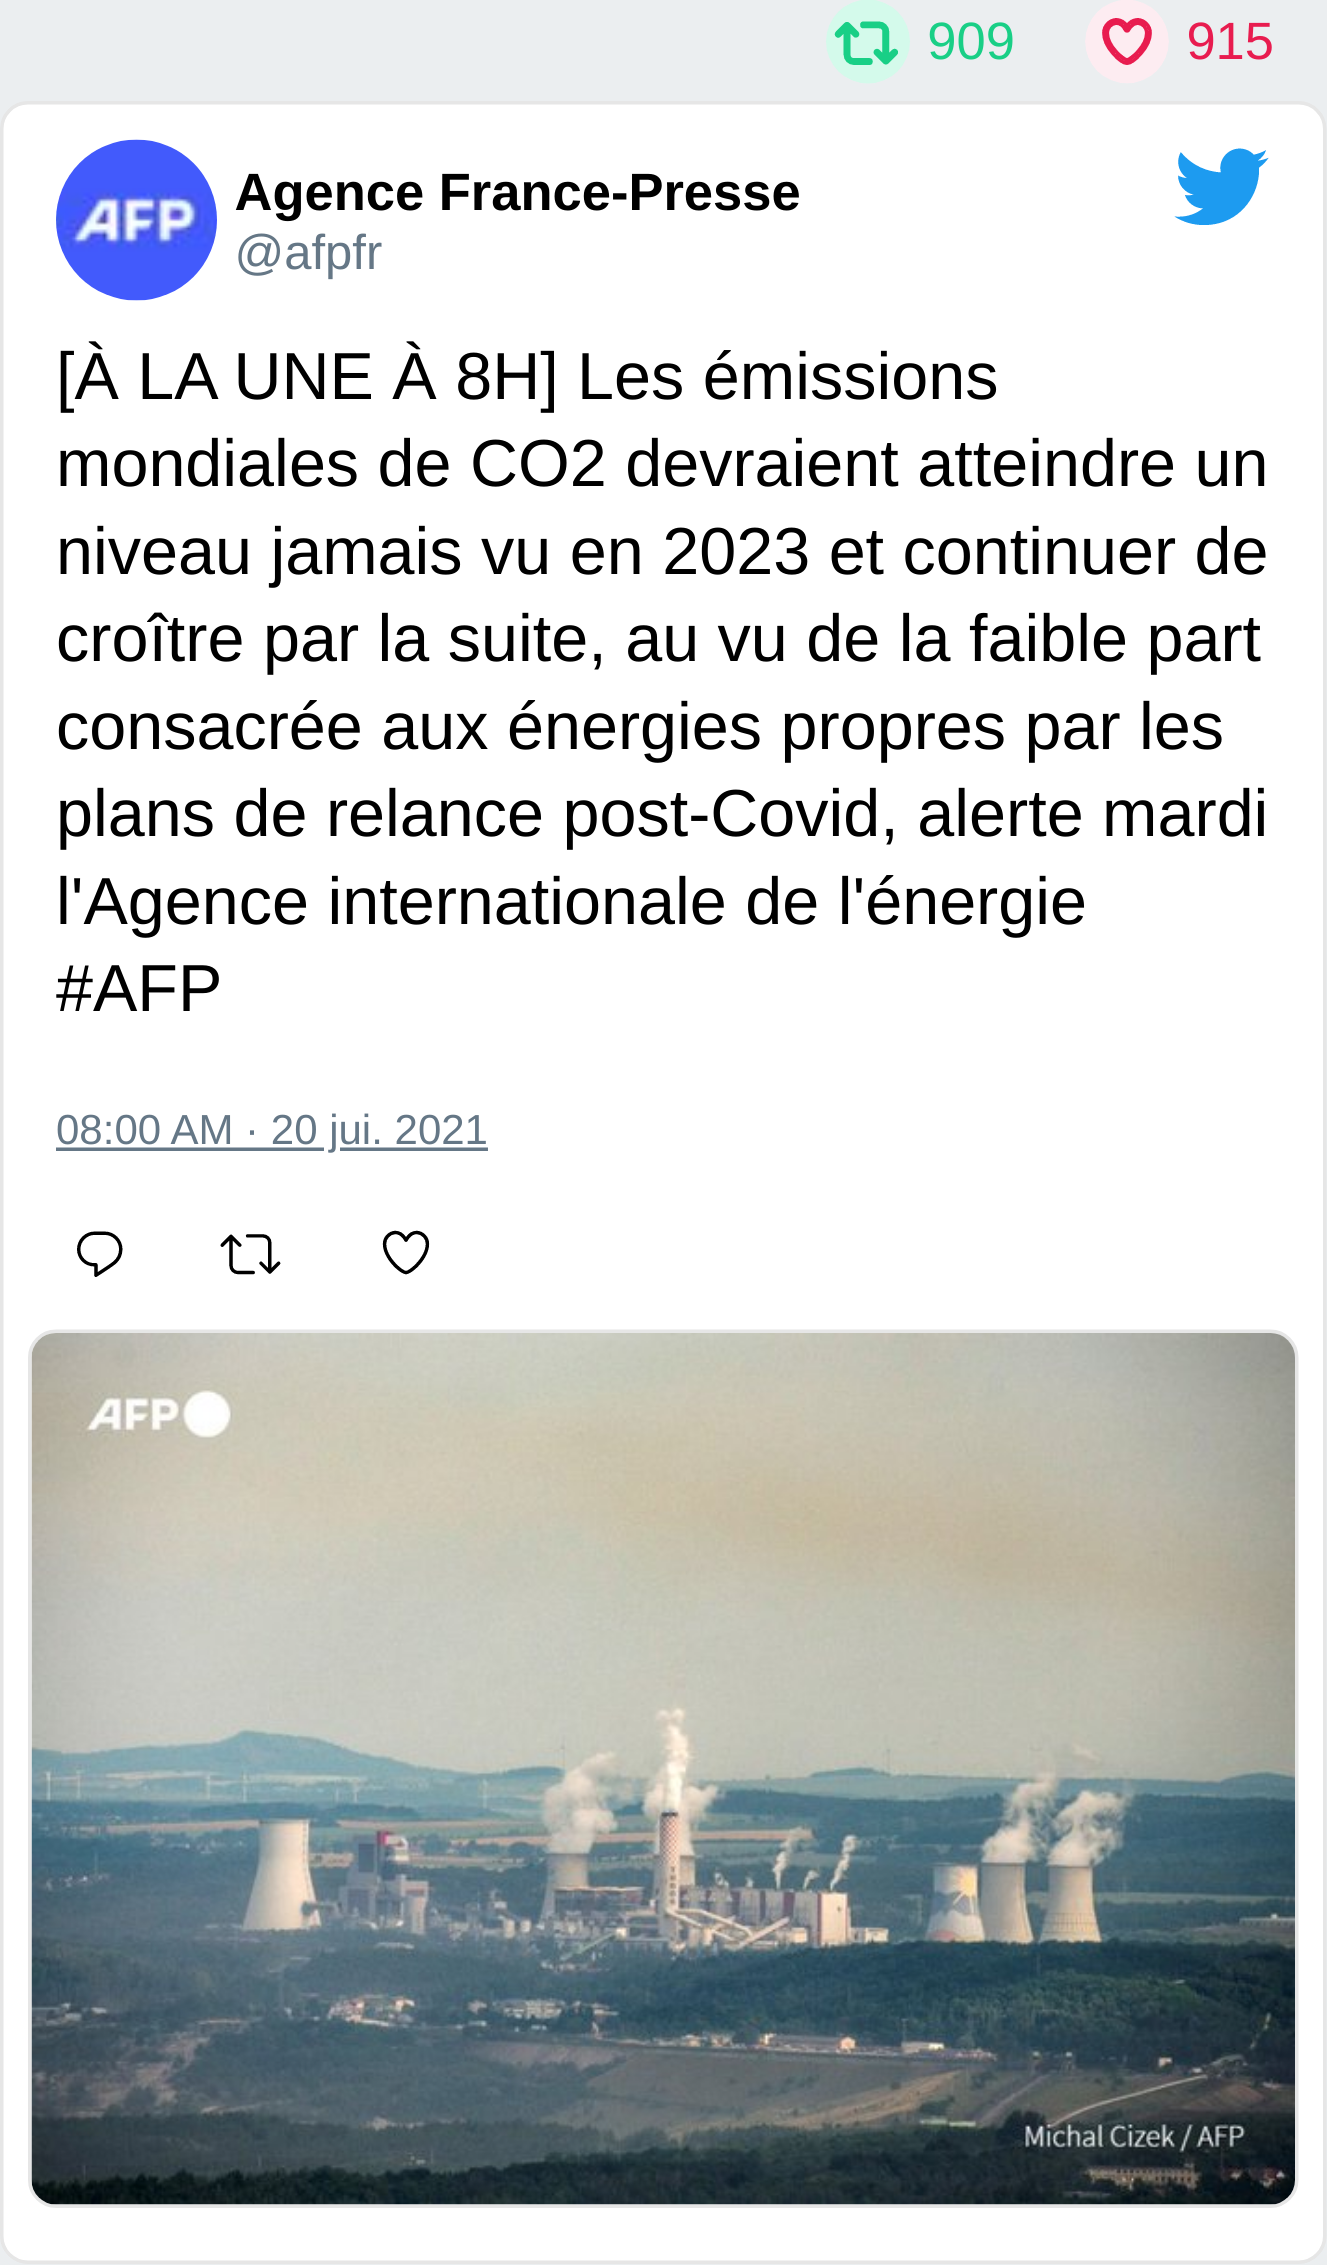 909 915
AFP
Agence France-Presse
@afpfr
[À LA UNE À 8H] Les émissions
mondiales de CO2 devraient atteindre un
niveau jamais vu en 2023 et continuer de
croître par la suite, au vu de la faible part
consacrée aux énergies propres par les
plans de relance post-Covid, alerte mardi
l'Agence internationale de l'énergie
#AFP
08:00 AM · 20 jui. 2021
AFP
Michal Cizek / AFP